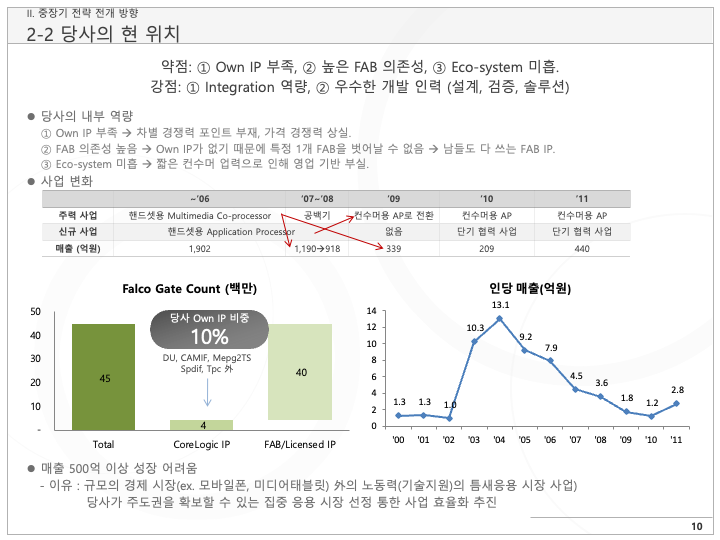 II. 중장기 전략 전개 방향
2-2 당사의 현 위치
약점: ① Own IP 부족, ② 높은 FAB 의존성, ③ Eco-system 미흡.
강점: ① Integration 역량, ② 우수한 개발 인력 (설계, 검증, 솔루션)
● 당사의 내부 역량
① Own IP 부족 → 차별 경쟁력 포인트 부재, 가격 경쟁력 상실.
② FAB 의존성 높음 → Own IP가 없기 때문에 특정 1개 FAB을 벗어날 수 없음 → 남들도 다 쓰는 FAB IP.
③ Eco-system 미흡 → 짧은 컨수머 업력으로 인해 영업 기반 부실.
● 사업 변화
~'06 '07~'08 '09 '10 '11
주력 사업 핸드셋용 Multimedia Co-processor 공백기 컨수머용 AP로 전환 컨수머용 AP 컨수머용 AP
신규 사업 핸드셋용 Application Processor 없음 단기 협력 사업 단기 협력 사업
매출 (억원) 1,902 1,190→918 339 209 440
Falco Gate Count (백만)
50
40
30
20
10
-
당사 Own IP 비중
10%
DU, CAMIF, Mepg2TS
Spdif, Tpc 외
45
4
40
Total CoreLogic IP FAB/Licensed IP
인당 매출(억원)
14
12
10
8
6
4
2
0
1.3 1.3 1.0 10.3 13.1 9.2 7.9 4.5 3.6 1.8 1.2 2.8
'00 '01 '02 '03 '04 '05 '06 '07 '08 '09 '10 '11
● 매출 500억 이상 성장 어려움
- 이유 : 규모의 경제 시장(ex. 모바일폰, 미디어태블릿) 외의 노동력(기술지원)의 틈새응용 시장 사업)
당사가 주도권을 확보할 수 있는 집중 응용 시장 선정 통한 사업 효율화 추진
10